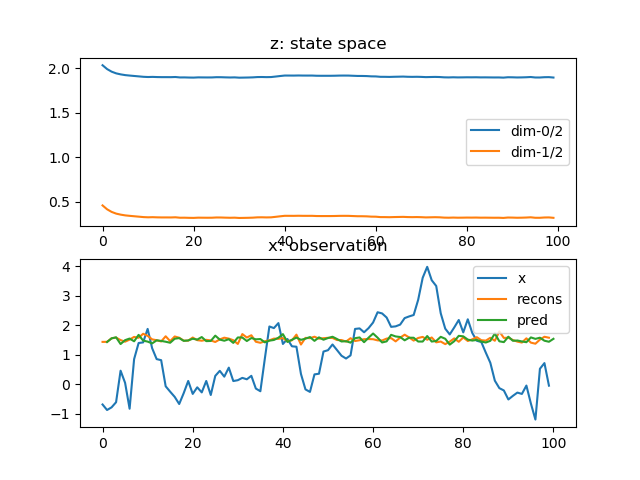 z: state space
2.0
1.5
1.0
0.5
dim-0/2
dim-1/2
0 20 40 60 80 100
x: observation
4
3
2
1
0
−1
x
recons
pred
0 20 40 60 80 100